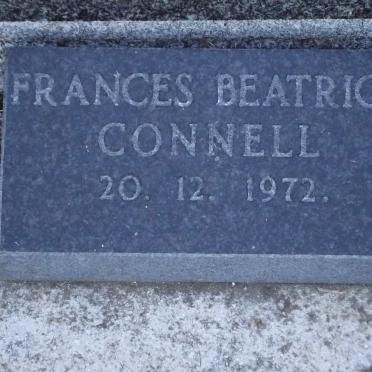 FRANCES BEATRIC
CONNELL
20. 12. 1972.